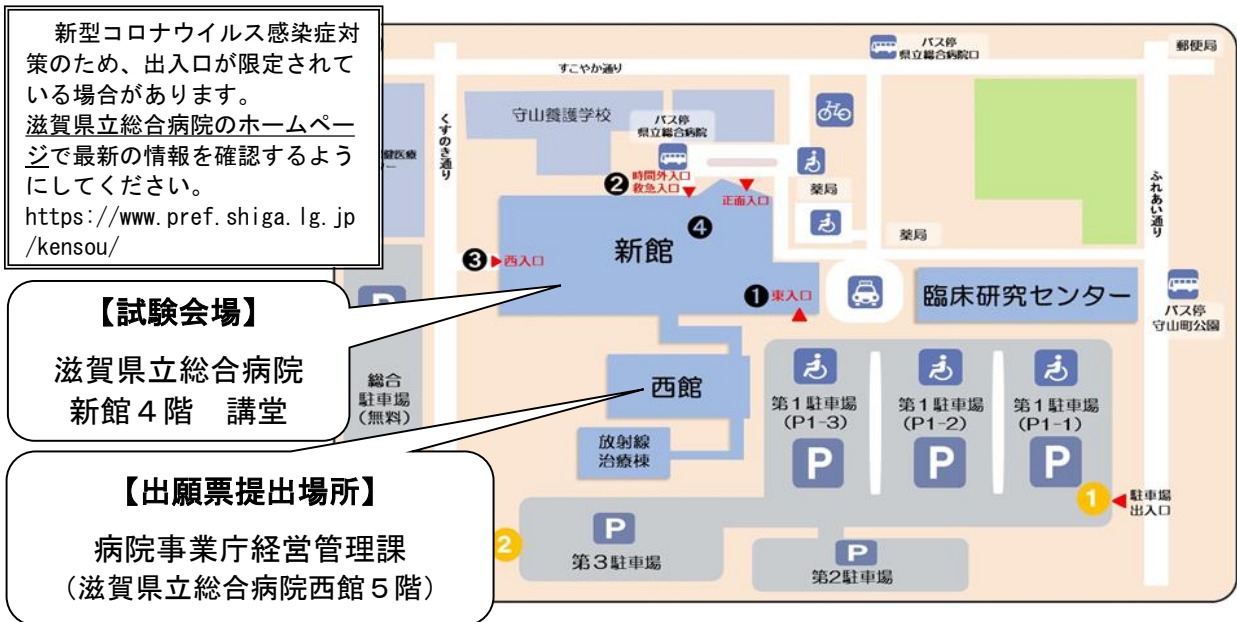 新型コロナウイルス感染症対
策のため、出入口が限定されて
いる場合があります。
滋賀県立総合病院のホームペー
ジで最新の情報を確認するよう
にしてください。
https://www.pref.shiga.lg.jp
/kensou/
【試験会場】
滋賀県立総合病院
新館４階　講堂
【出願票提出場所】
病院事業庁経営管理課
（滋賀県立総合病院西館５階）
バス停
県立総合病院口
郵便局
すこやか通り
くすのき通り
守山養護学校
バス停
県立総合病院
健医療
❷ 時間外入口
救急入口
正面入口
薬局
薬局
ふれあい通り
❹
新館
❸ 西入口
❶ 東入口
臨床研究センター
バス停
守山町公園
P
総合
駐車場
(無料)
西館
放射線
治療棟
第１駐車場
(P1-3)
P
第１駐車場
(P1-2)
P
第１駐車場
(P1-1)
P
1
駐車場
出入口
2
P
第3駐車場
P
第2駐車場